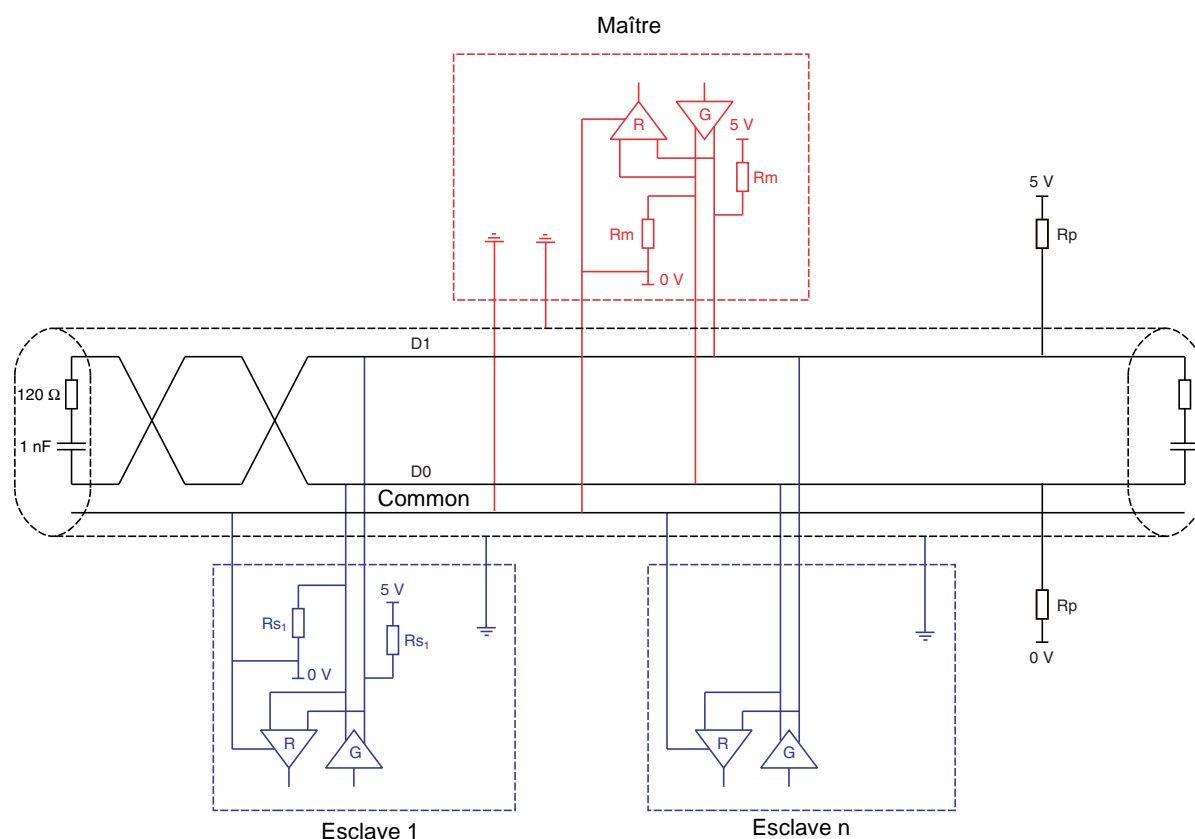 Maître
R
G
5 V
Rm
Rm
0 V
5 V
Rp
D1
120 Ω
1 nF
D0
Common
5 V
Rs₁
Rs₁
0 V
R
G
Rp
0 V
R
G
Esclave 1
Esclave n